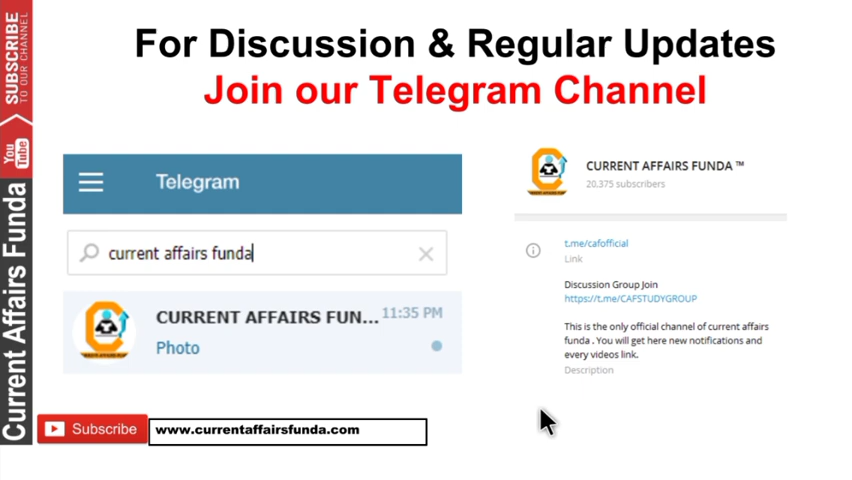 For Discussion & Regular Updates
Join our Telegram Channel
SUBSCRIBE
TO OUR CHANNEL
You Tube
Current Affairs Funda
Telegram
current affairs funda
CURRENT AFFAIRS FUN...
11:35 PM
Photo
CURRENT AFFAIRS FUNDA ™
20,375 subscribers
t.me/cafofficial
Link
Discussion Group Join
https://t.me/CAFSTUDYGROUP
This is the only official channel of current affairs
funda . You will get here new notifications and
every videos link.
Description
Subscribe
www.currentaffairsfunda.com